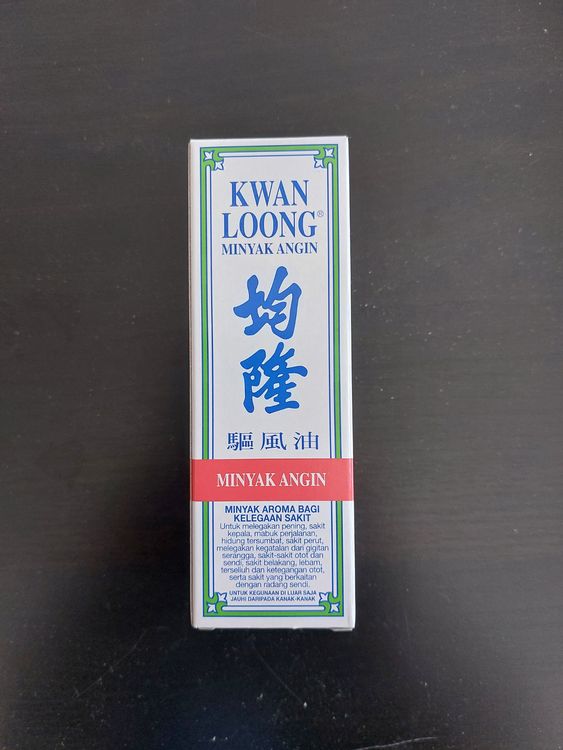 KWAN
LOONG®
MINYAK ANGIN
均
隆
驅風油
MINYAK ANGIN
MINYAK AROMA BAGI
KELEGAAN SAKIT
Untuk melegakan pening, sakit
kepala, mabuk perjalanan,
hidung tersumbat, sakit perut,
melegakan kegatalan dari gigitan
serangga, sakit-sakit otot dan
sendi, sakit belakang, lebam,
terseliuh dan ketegangan otot,
serta sakit yang berkaitan
dengan radang sendi.
UNTUK KEGUNAAN DI LUAR SAJA
JAUHI DARIPADA KANAK-KANAK